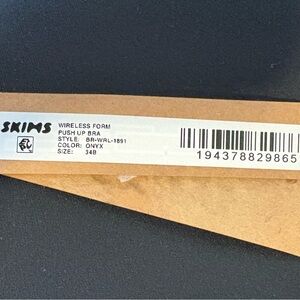 SKIMS
WIRELESS FORM
PUSH UP BRA
STYLE: BR-WRL-1891
COLOR: ONYX
SIZE: 34B
194378829865